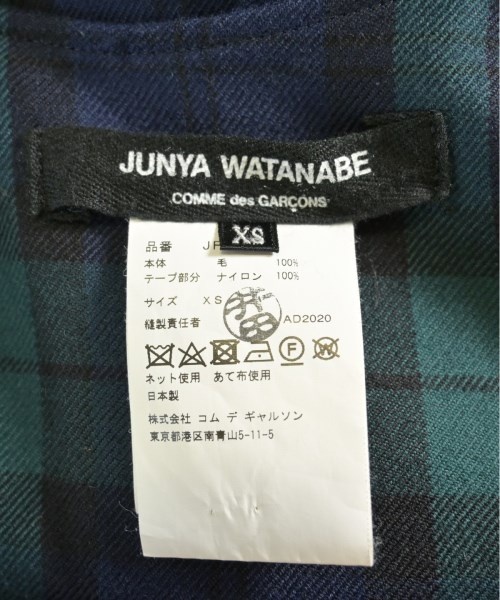 JUNYA WATANABE
COMME des GARÇONS
XS
品番 JF
本体 毛 100%
テープ部分 ナイロン 100%
サイズ XS
縫製責任者 AD2020
F W
ネット使用 あて布使用
日本製
株式会社 コム デ ギャルソン
東京都港区南青山5-11-5